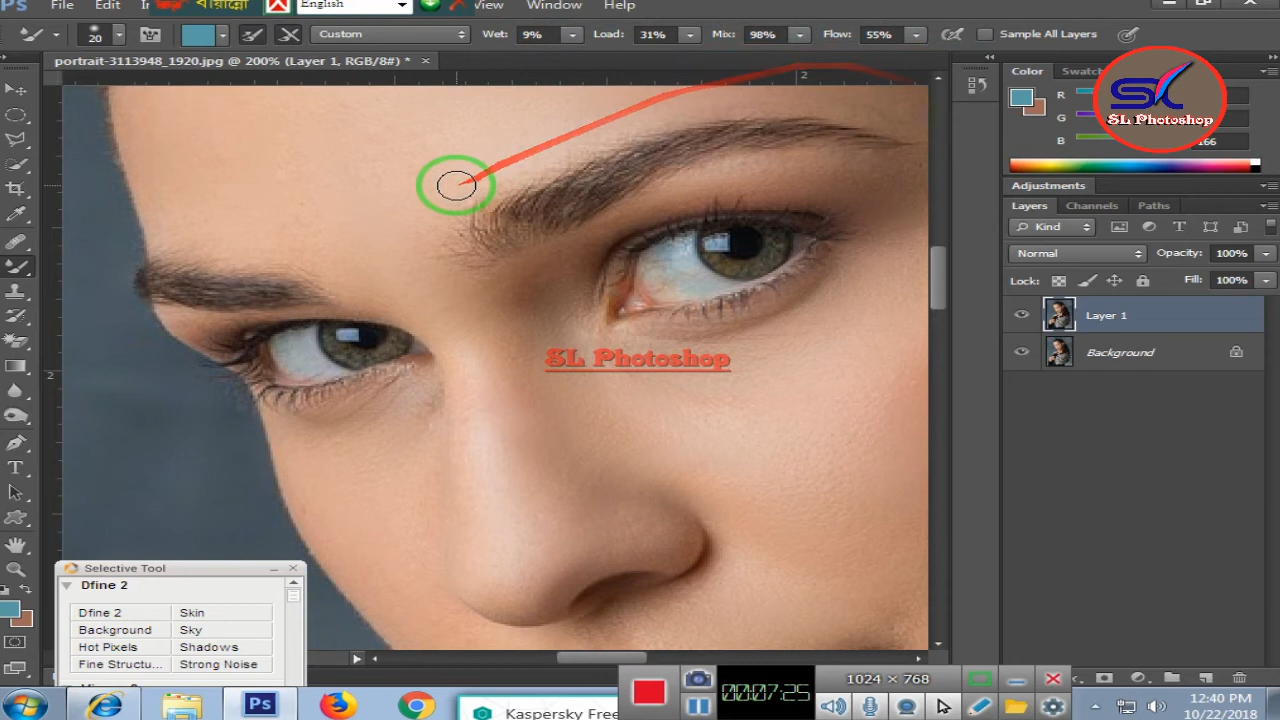 Ps File Edit বায়ান্নো English View Window Help
20 Custom Wet: 9% Load: 31% Mix: 98% Flow: 55% Sample All Layers
portrait-3113948_1920.jpg @ 200% (Layer 1, RGB/8#) * ×
2
2
Color Swatc
R
G
B 166
SL Photoshop
Adjustments
Layers Channels Paths
Kind
Normal Opacity: 100%
Lock: Fill: 100%
Layer 1
Background
SL Photoshop
Selective Tool
Dfine 2
Dfine 2 Skin
Background Sky
Hot Pixels Shadows
Fine Structu... Strong Noise
Ps
Kaspersky Free
00:07:25
1024 × 768
12:40 PM
10/22/2018